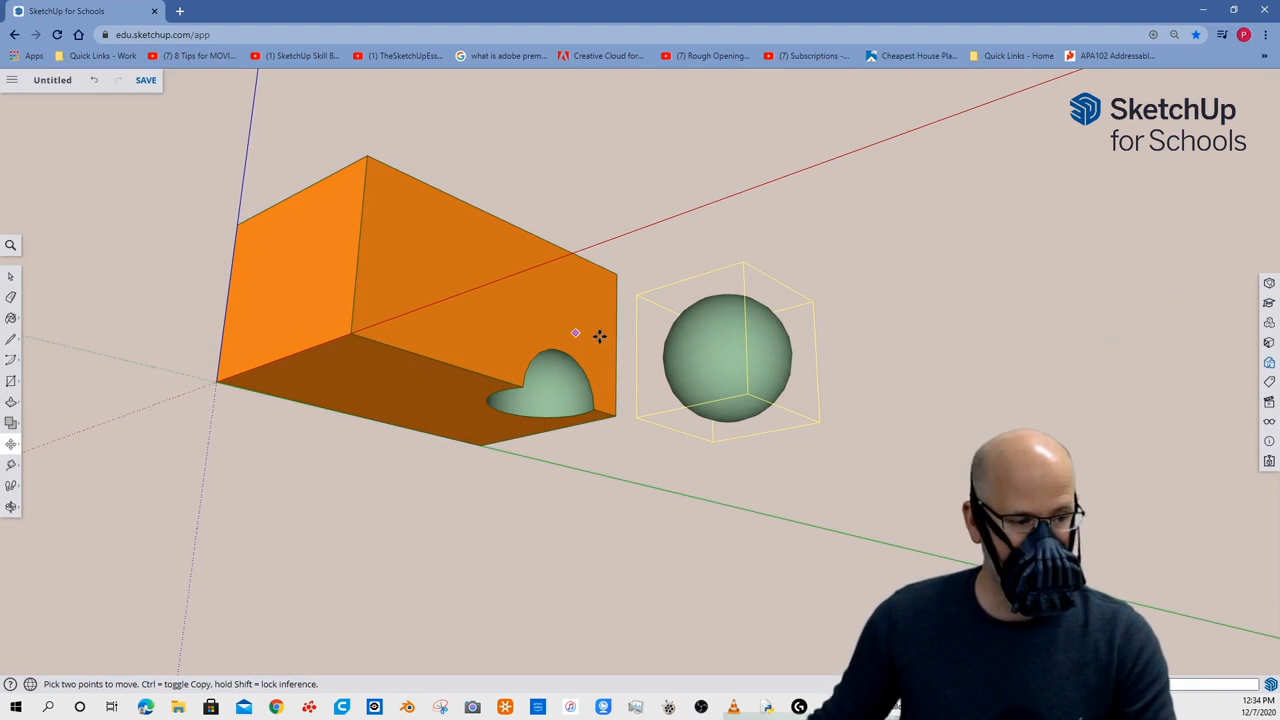 SketchUp for Schools
edu.sketchup.com/app
Apps
Quick Links - Work
(7) 8 Tips for MOVI...
(1) SketchUp Skill B...
(1) TheSketchUpEss...
what is adobe prem...
Creative Cloud for...
(7) Rough Opening...
(7) Subscriptions -...
Cheapest House Pla...
Quick Links - Home
APA102 Addressabl...
»
Untitled
SAVE
SketchUp
for Schools
Pick two points to move. Ctrl = toggle Copy, hold Shift = lock inference.
12:34 PM
12/7/2020